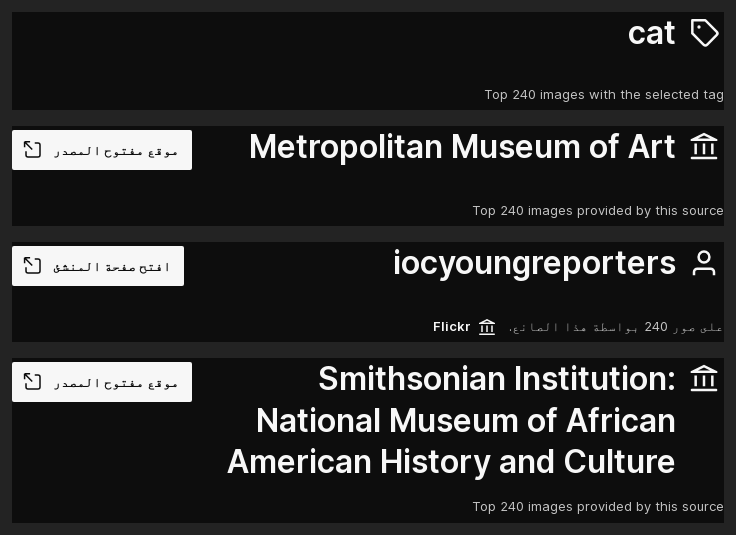 cat
Top 240 images with the selected tag
Metropolitan Museum of Art
موقع مفتوح المصدر
Top 240 images provided by this source
iocyoungreporters
افتح صفحة المنشئ
على صور 240 بواسطة هذا الصانع.
Flickr
Smithsonian Institution:
National Museum of African
American History and Culture
موقع مفتوح المصدر
Top 240 images provided by this source